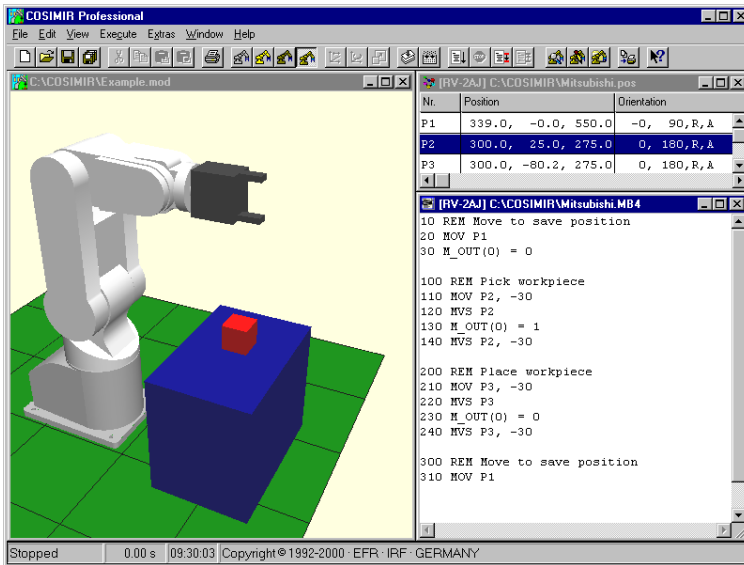 COSIMIR Professional
File Edit View Execute Extras Window Help
C:\COSIMIR\Example.mod
[RV-2AJ] C:\COSIMIR\Mitsubishi.pos
Nr. Position Orientation
P1 339.0, -0.0, 550.0 -0, 90,R,A
P2 300.0, 25.0, 275.0 0, 180,R,A
P3 300.0, -80.2, 275.0 0, 180,R,A
[RV-2AJ] C:\COSIMIR\Mitsubishi.MB4
10 REM Move to save position
20 MOV P1
30 M_OUT(0) = 0
100 REM Pick workpiece
110 MOV P2, -30
120 MVS P2
130 M_OUT(0) = 1
140 MVS P2, -30
200 REM Place workpiece
210 MOV P3, -30
220 MVS P3
230 M_OUT(0) = 0
240 MVS P3, -30
300 REM Move to save position
310 MOV P1
Stopped 0.00 s 09:30:03 Copyright © 1992-2000 · EFR · IRF · GERMANY